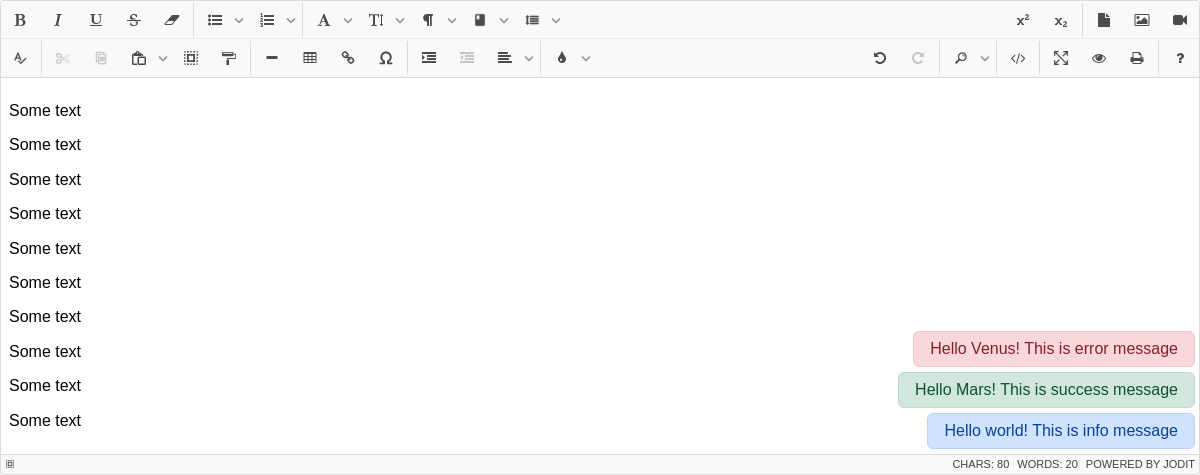 Some text
Some text
Some text
Some text
Some text
Some text
Some text
Some text
Some text
Some text
Hello Venus! This is error message
Hello Mars! This is success message
Hello world! This is info message
CHARS: 80 WORDS: 20 POWERED BY JODIT